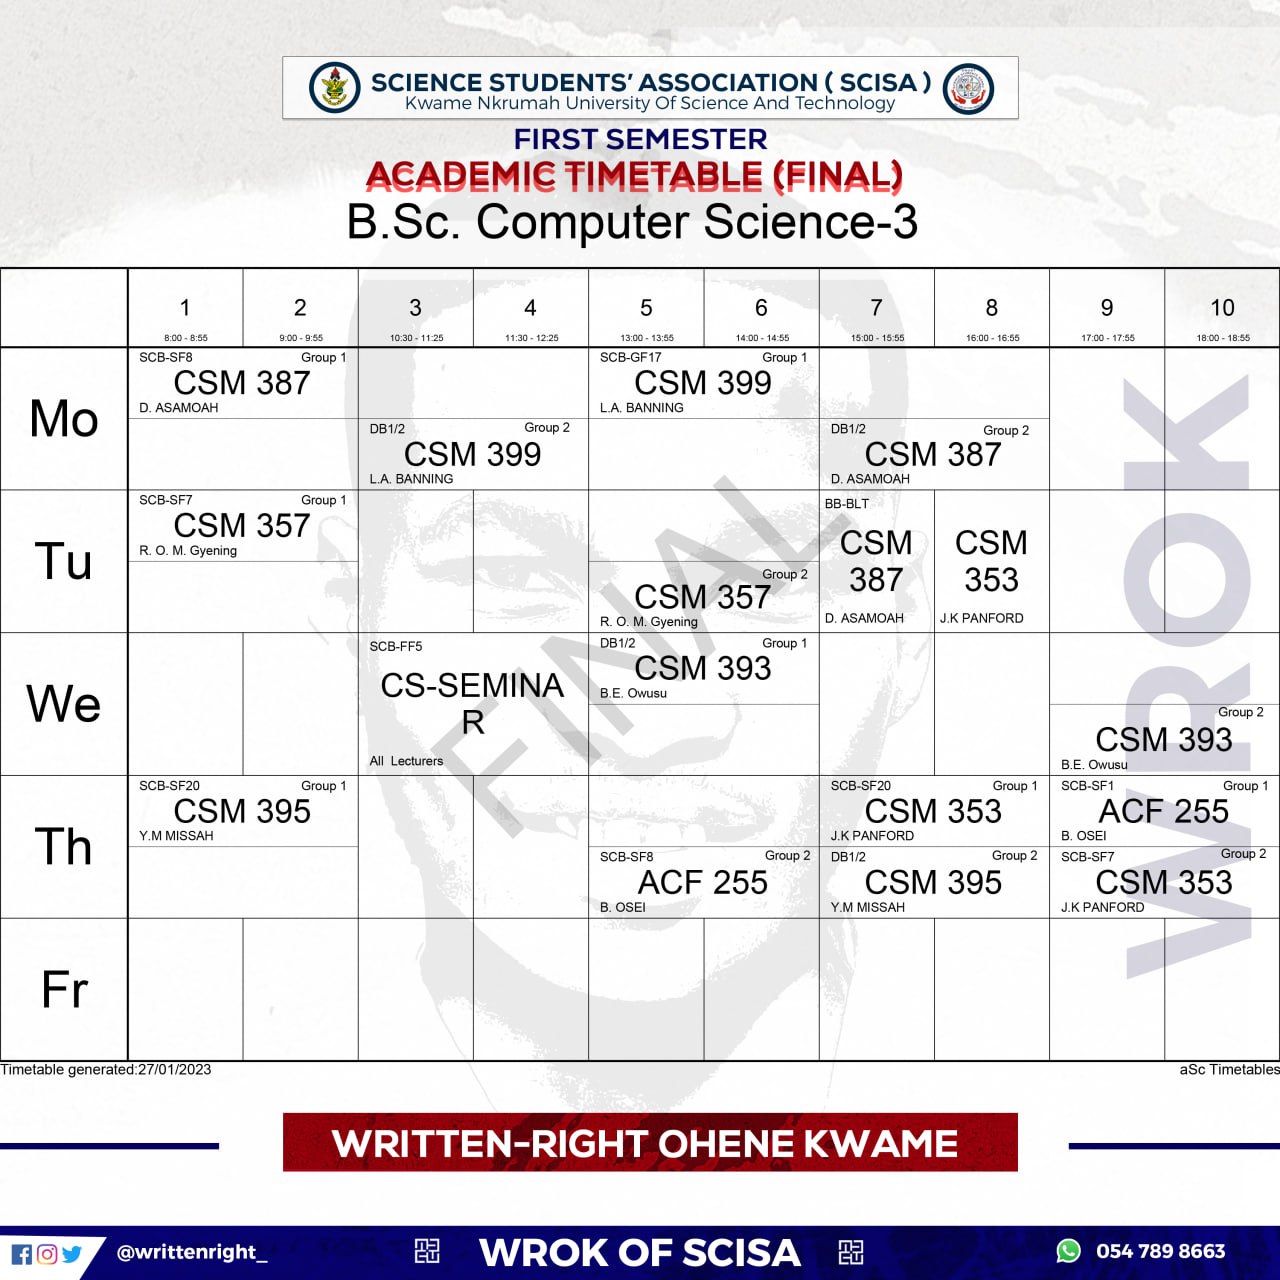 SCIENCE STUDENTS' ASSOCIATION ( SCISA )
Kwame Nkrumah University Of Science And Technology
FIRST SEMESTER
ACADEMIC TIMETABLE (FINAL)
B.Sc. Computer Science-3
1 2 3 4 5 6 7 8 9 10
8:00 - 8:55 9:00 - 9:55 10:30 - 11:25 11:30 - 12:25 13:00 - 13:55 14:00 - 14:55 15:00 - 15:55 16:00 - 16:55 17:00 - 17:55 18:00 - 18:55
Mo
SCB-SF8 Group 1
CSM 387
D. ASAMOAH
DB1/2 Group 2
CSM 399
L.A. BANNING
SCB-GF17 Group 1
CSM 399
L.A. BANNING
DB1/2 Group 2
CSM 387
D. ASAMOAH
Tu
SCB-SF7 Group 1
CSM 357
R. O. M. Gyening
Group 2
CSM 357
R. O. M. Gyening
BB-BLT
CSM
387
D. ASAMOAH
CSM
353
J.K PANFORD
We
SCB-FF5
CS-SEMINA
R
All Lecturers
DB1/2 Group 1
CSM 393
B.E. Owusu
Group 2
CSM 393
B.E. Owusu
Th
SCB-SF20 Group 1
CSM 395
Y.M MISSAH
SCB-SF8 Group 2
ACF 255
B. OSEI
SCB-SF20 Group 1
CSM 353
J.K PANFORD
DB1/2 Group 2
CSM 395
Y.M MISSAH
SCB-SF1 Group 1
ACF 255
B. OSEI
SCB-SF7 Group 2
CSM 353
J.K PANFORD
Fr
FINAL
WROK
Timetable generated:27/01/2023
aSc Timetables
WRITTEN-RIGHT OHENE KWAME
@writtenright_
WROK OF SCISA
054 789 8663